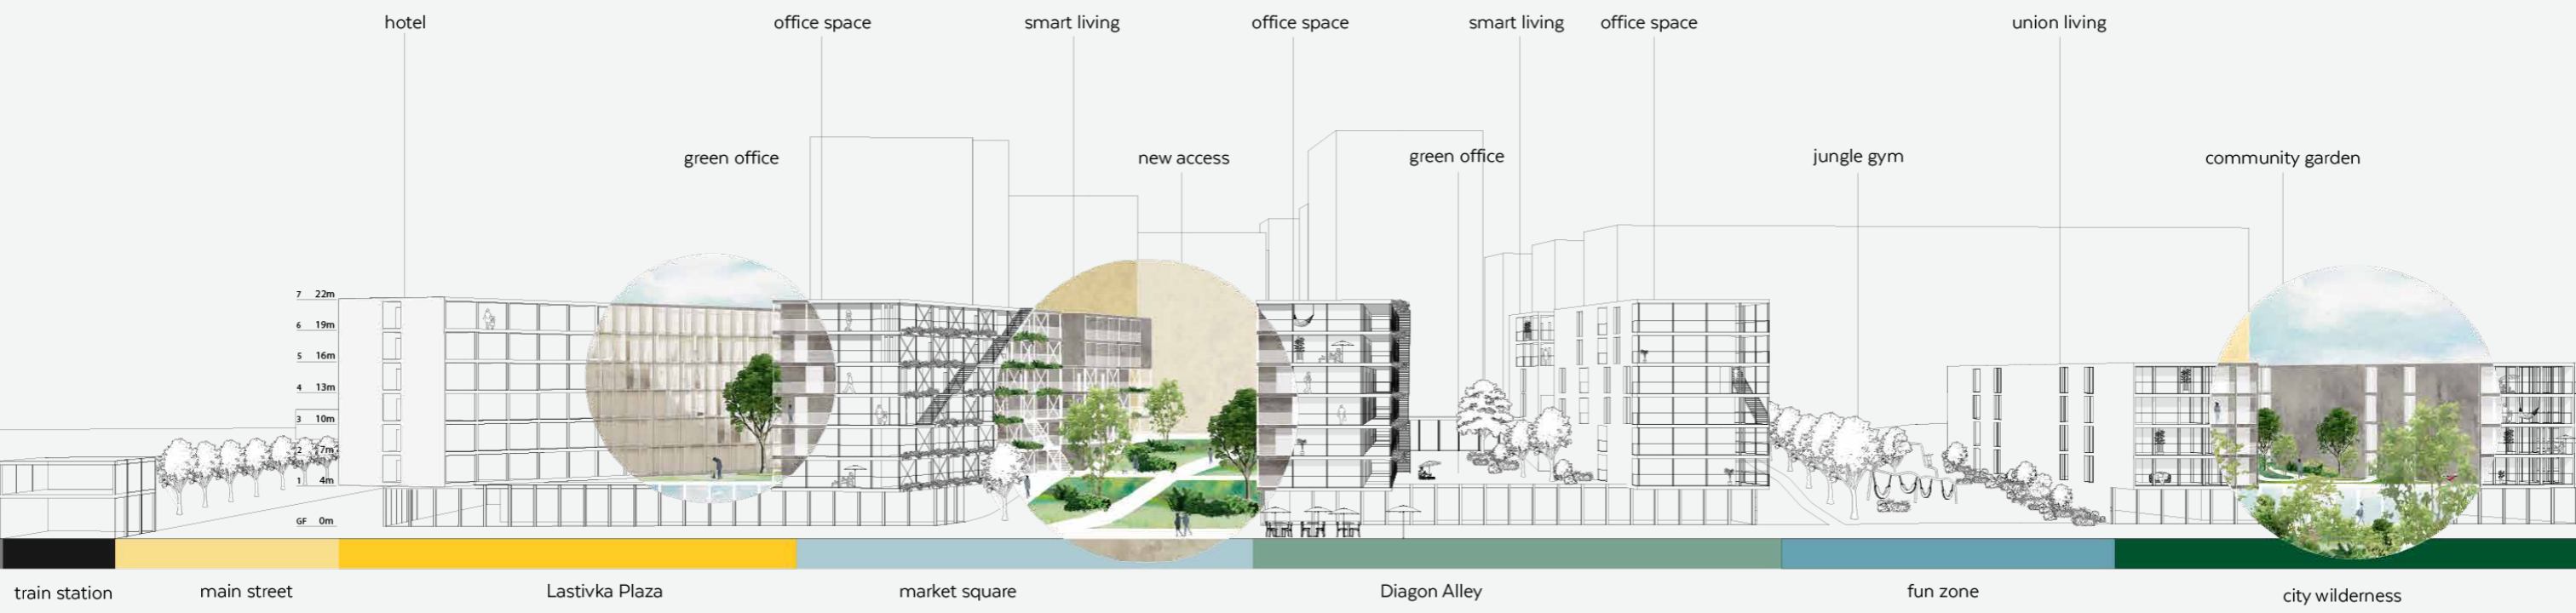 hotel
office space
smart living
office space
smart living
office space
union living
green office
new access
green office
jungle gym
community garden
7 22m
6 19m
5 16m
4 13m
3 10m
2 7m
1 4m
GF 0m
train station
main street
Lastivka Plaza
market square
Diagon Alley
fun zone
city wilderness